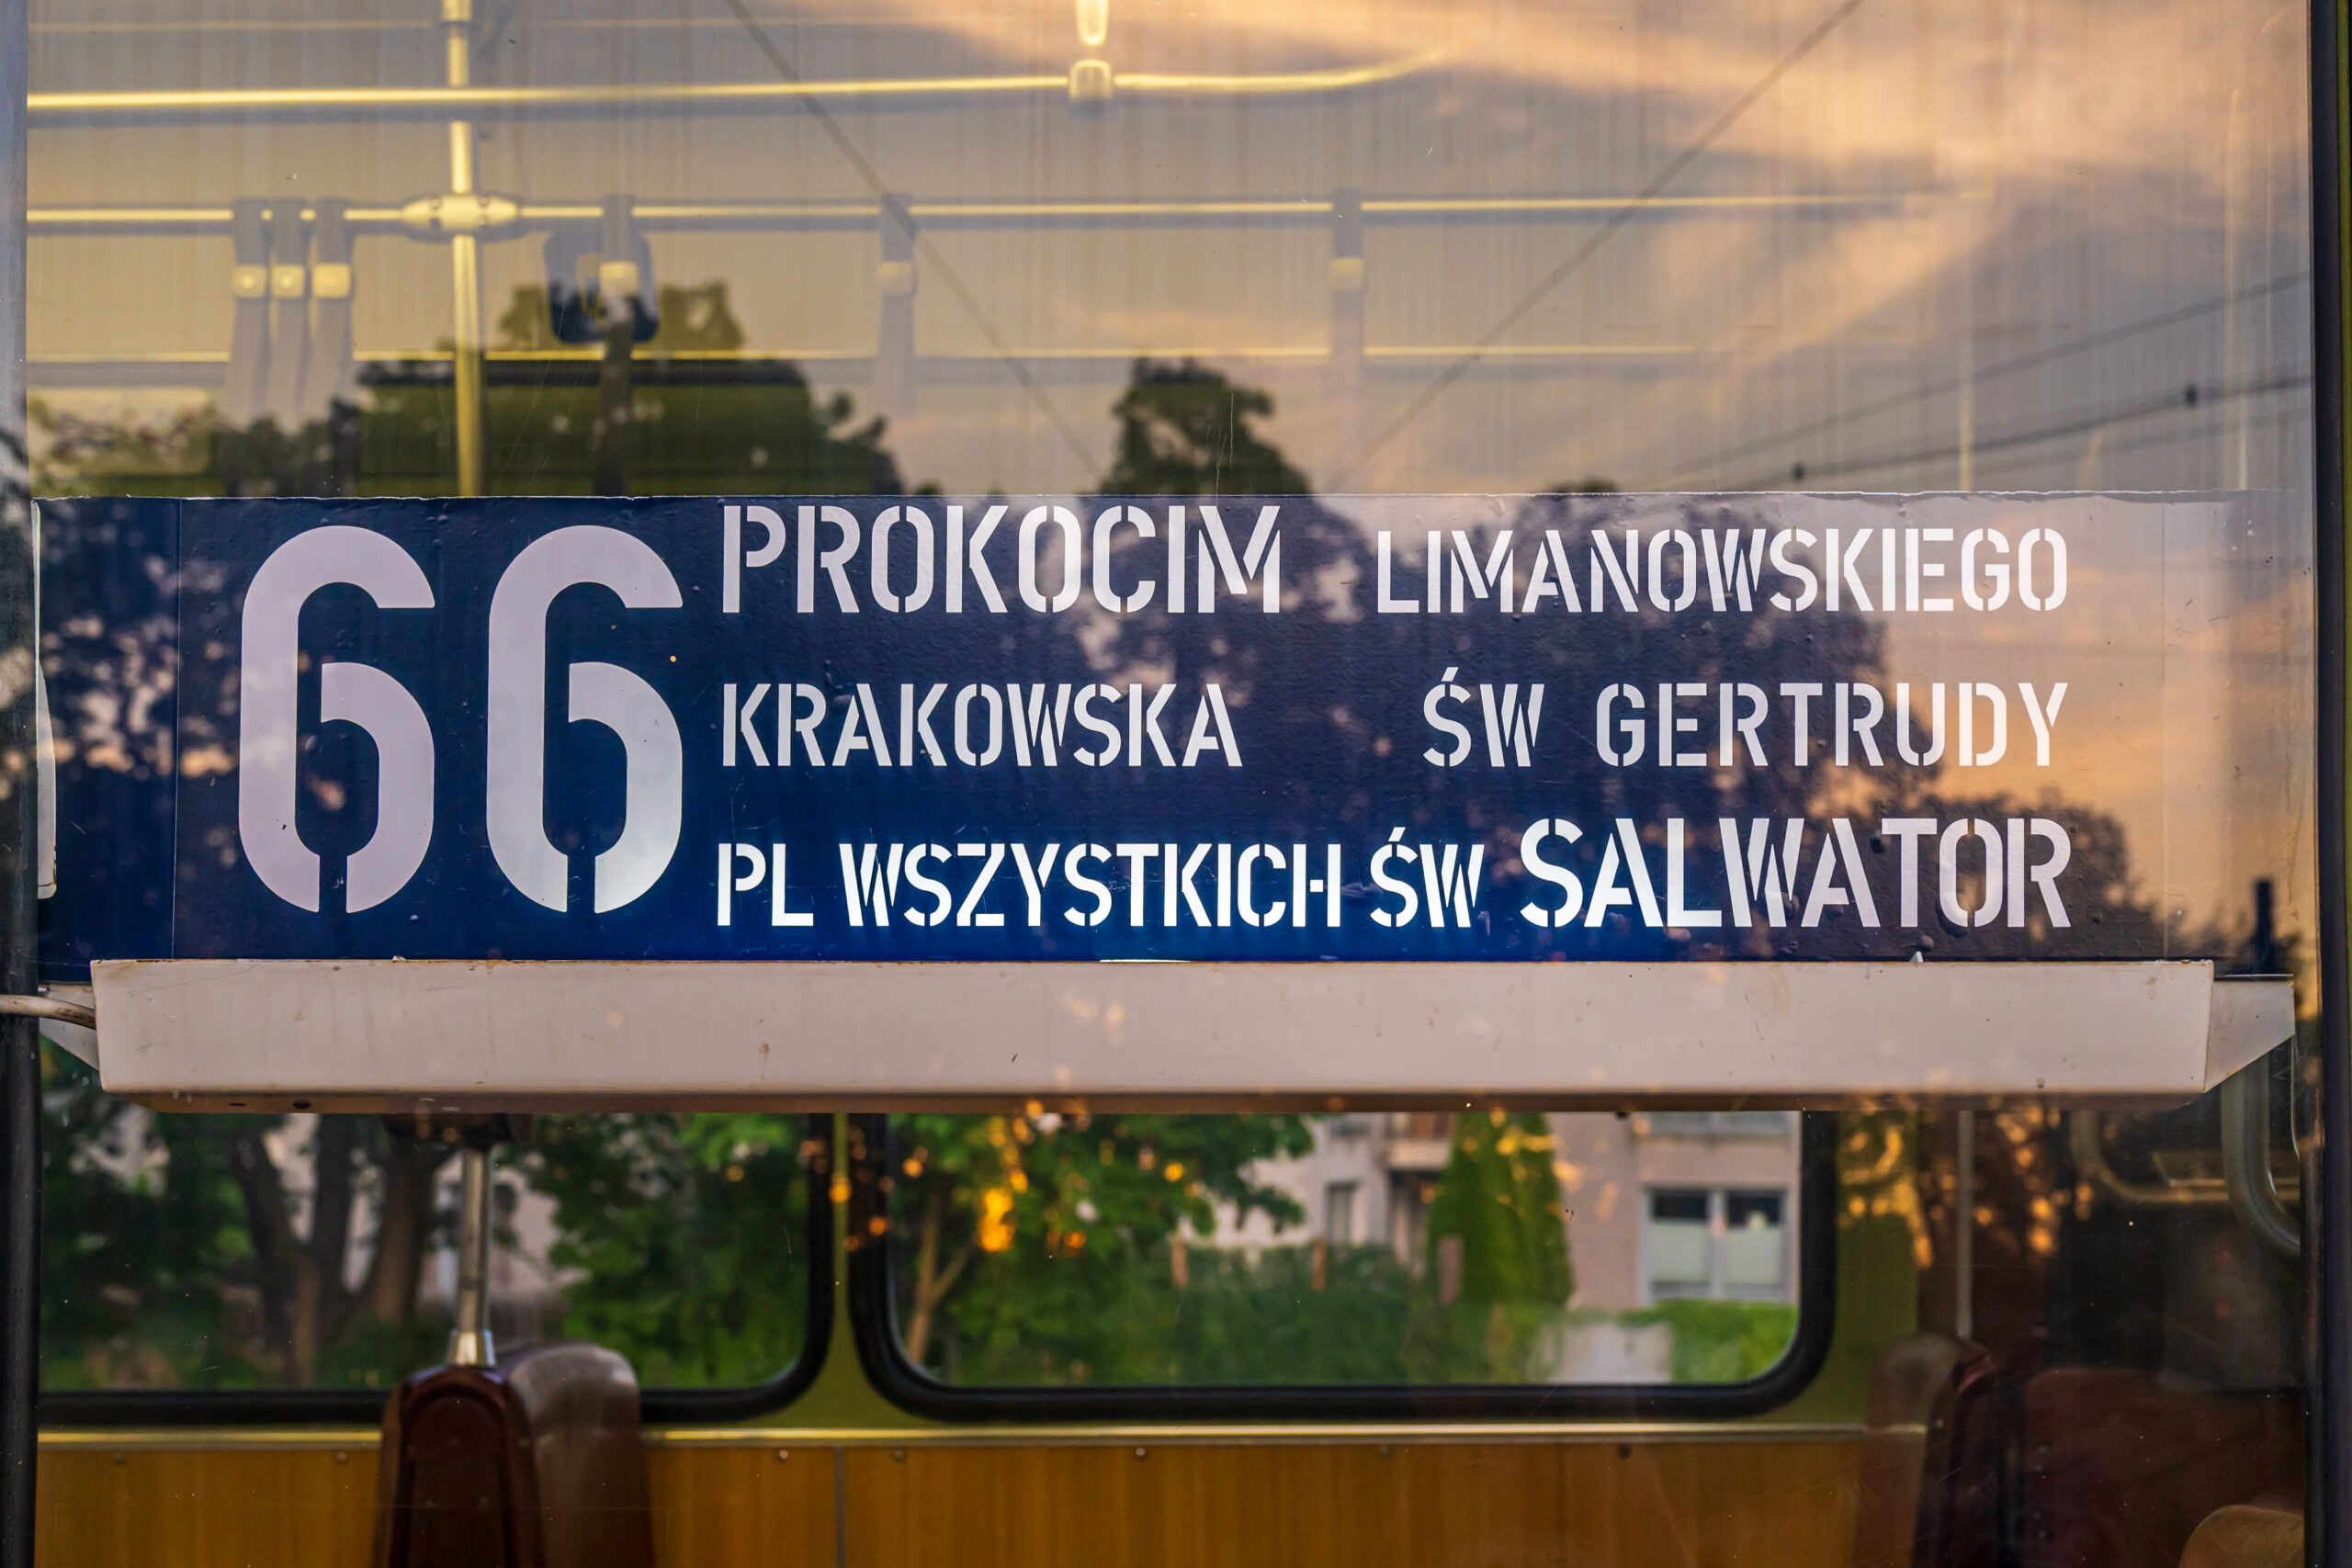 66
PROKOCIM LIMANOWSKIEGO
KRAKOWSKA ŚW GERTRUDY
PL WSZYSTKICH ŚW SALWATOR